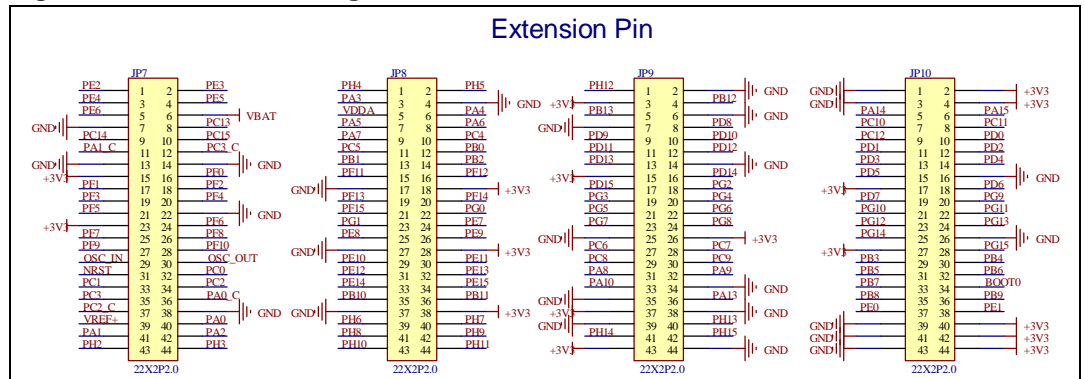 Extension Pin
JP7
PE2 1 2 PE3
PE4 3 4 PE5
PE6 5 6 VBAT
GND 7 8 PC13
PC14 9 10 PC15
PA1_C 11 12 PC3_C
GND 13 14 GND
+3V3 15 16 PF0
PF1 17 18 PF2
PF3 19 20 PF4
PF5 21 22 GND
+3V3 23 24 PF6
PF7 25 26 PF8
PF9 27 28 PF10
OSC_IN 29 30 OSC_OUT
NRST 31 32 PC0
PC1 33 34 PC2
PC3 35 36 PA0_C
PC2_C 37 38 GND
VREF+ 39 40 PA0
PA1 41 42 PA2
PH2 43 44 PH3
22X2P2.0
JP8
PH4 1 2 PH5
PA3 3 4 GND
VDDA 5 6 PA4
PA5 7 8 PA6
PA7 9 10 PC4
PC5 11 12 PB0
PB1 13 14 PB2
PF11 15 16 PF12
GND 17 18 +3V3
PF13 19 20 PF14
PF15 21 22 PG0
PG1 23 24 PE7
PE8 25 26 PE9
GND 27 28 +3V3
PE10 29 30 PE11
PE12 31 32 PE13
PE14 33 34 PE15
PB10 35 36 PB11
GND 37 38 +3V3
PH6 39 40 PH7
PH8 41 42 PH9
PH10 43 44 PH11
22X2P2.0
JP9
PH12 1 2 GND
+3V3 3 4 PB12
PB13 5 6 GND
GND 7 8 PD8
PD9 9 10 PD10
PD11 11 12 PD12
PD13 13 14 GND
+3V3 15 16 PD14
PD15 17 18 PG2
PG3 19 20 PG4
PG5 21 22 PG6
PG7 23 24 PG8
GND 25 26 +3V3
PC6 27 28 PC7
PC8 29 30 PC9
PA8 31 32 PA9
PA10 33 34 GND
GND 35 36 PA13
37 38 GND
GND 39 40 PH13
PH14 41 42 PH15
+3V3 43 44 GND
22X2P2.0
JP10
GND 1 2 +3V3
GND 3 4 +3V3
PA14 5 6 PA15
PC10 7 8 PC11
PC12 9 10 PD0
PD1 11 12 PD2
PD3 13 14 PD4
PD5 15 16 GND
+3V3 17 18 PD6
PD7 19 20 PG9
PG10 21 22 PG11
PG12 23 24 PG13
PG14 25 26 GND
+3V3 27 28 PG15
PB3 29 30 PB4
PB5 31 32 PB6
PB7 33 34 BOOT0
PB8 35 36 PB9
PE0 37 38 PE1
GND 39 40 +3V3
GND 41 42 +3V3
GND 43 44 +3V3
22X2P2.0